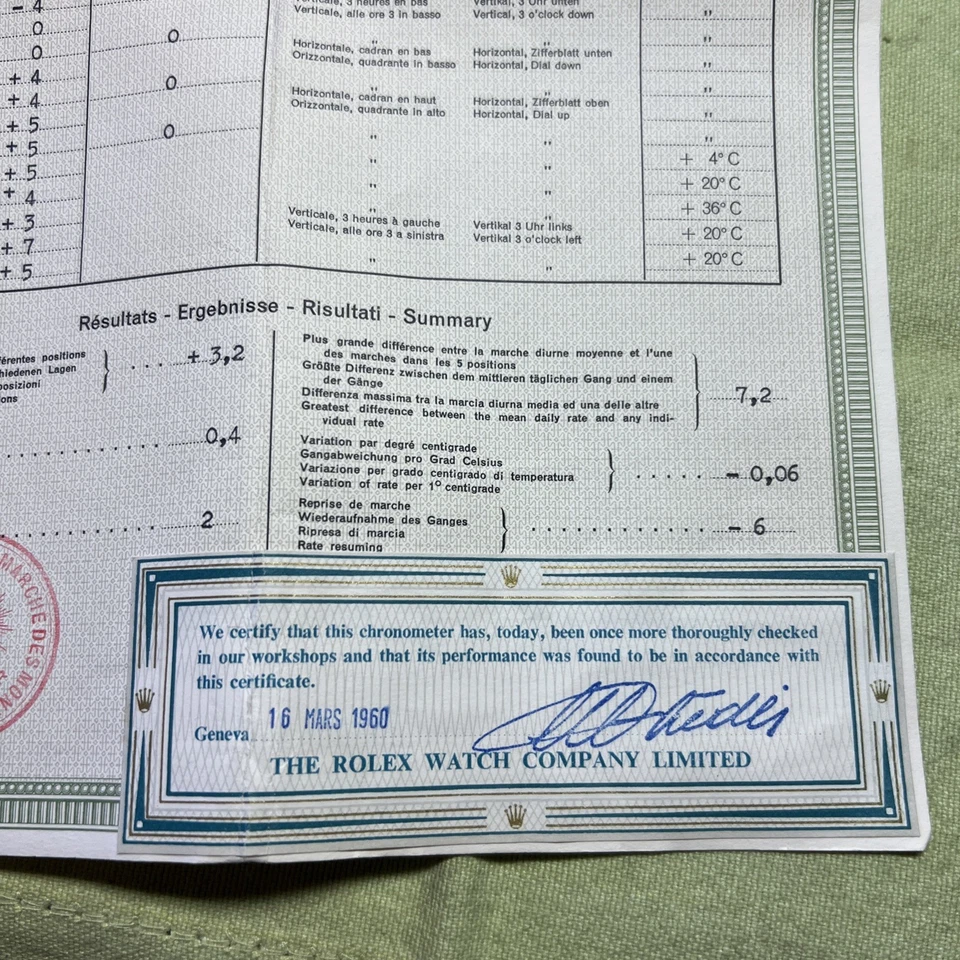 – 4
Verticale, 3 heures en bas Vertikal, 3 Uhr unten
Verticale, alle ore 3 in basso Vertical, 3 o'clock down "
0
0 " " "
0 Horizontale, cadran en bas Horizontal, Zifferblatt unten
Orizzontale, quadrante in basso Horizontal, Dial down "
+ 4
0 " " "
+ 4 Horizontale, cadran en haut Horizontal, Zifferblatt oben
Orizzontale, quadrante in alto Horizontal, Dial up "
+ 5
0 " " "
+ 5 " " + 4° C
+ 5 " " + 20° C
+ 4 " " + 36° C
+ 3 Verticale, 3 heures à gauche Vertikal 3 Uhr links
Verticale, alle ore 3 a sinistra Vertikal 3 o'clock left + 20° C
+ 7
+ 5 " " + 20° C
Résultats - Ergebnisse - Risultati - Summary
férentes positions
hiedenen Lagen
posizioni
ons
+ 3,2
Plus grande différence entre la marche diurne moyenne et l'une
des marches dans les 5 positions
Größte Differenz zwischen dem mittleren täglichen Gang und einem
der Gänge
Differenza massima tra la marcia diurna media ed una delle altre
Greatest difference between the mean daily rate and any indi-
vidual rate
7,2
0,4
Variation par degré centigrade
Gangabweichung pro Grad Celsius
Variazione per grado centigrado di temperatura
Variation of rate per 1° centigrade
– 0,06
2
Reprise de marche
Wiederaufnahme des Ganges
Ripresa di marcia
Rate resuming
– 6
MARCHE DES MON
We certify that this chronometer has, today, been once more thoroughly checked
in our workshops and that its performance was found to be in accordance with
this certificate.
Geneva 16 MARS 1960
THE ROLEX WATCH COMPANY LIMITED